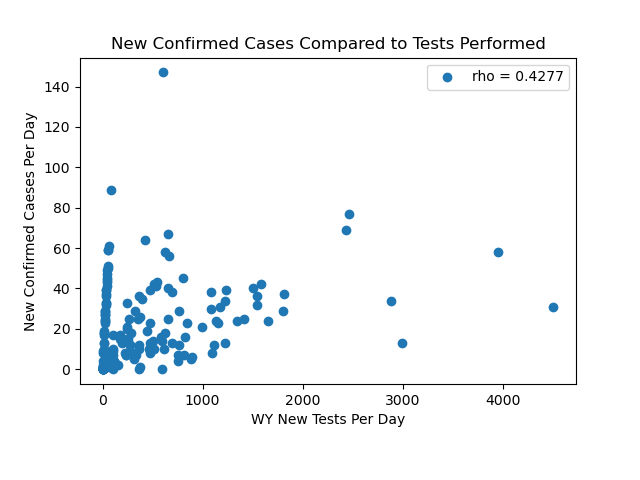 New Confirmed Cases Compared to Tests Performed
rho = 0.4277
140
120
100
80
60
40
20
0
New Confirmed Caeses Per Day
0 1000 2000 3000 4000
WY New Tests Per Day